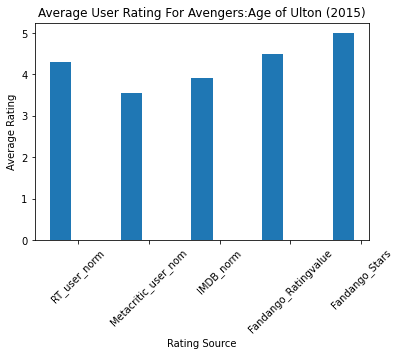 Average User Rating For Avengers:Age of Ulton (2015)
Average Rating
5
4
3
2
1
0
RT_user_norm
Metacritic_user_nom
IMDB_norm
Fandango_Ratingvalue
Fandango_Stars
Rating Source